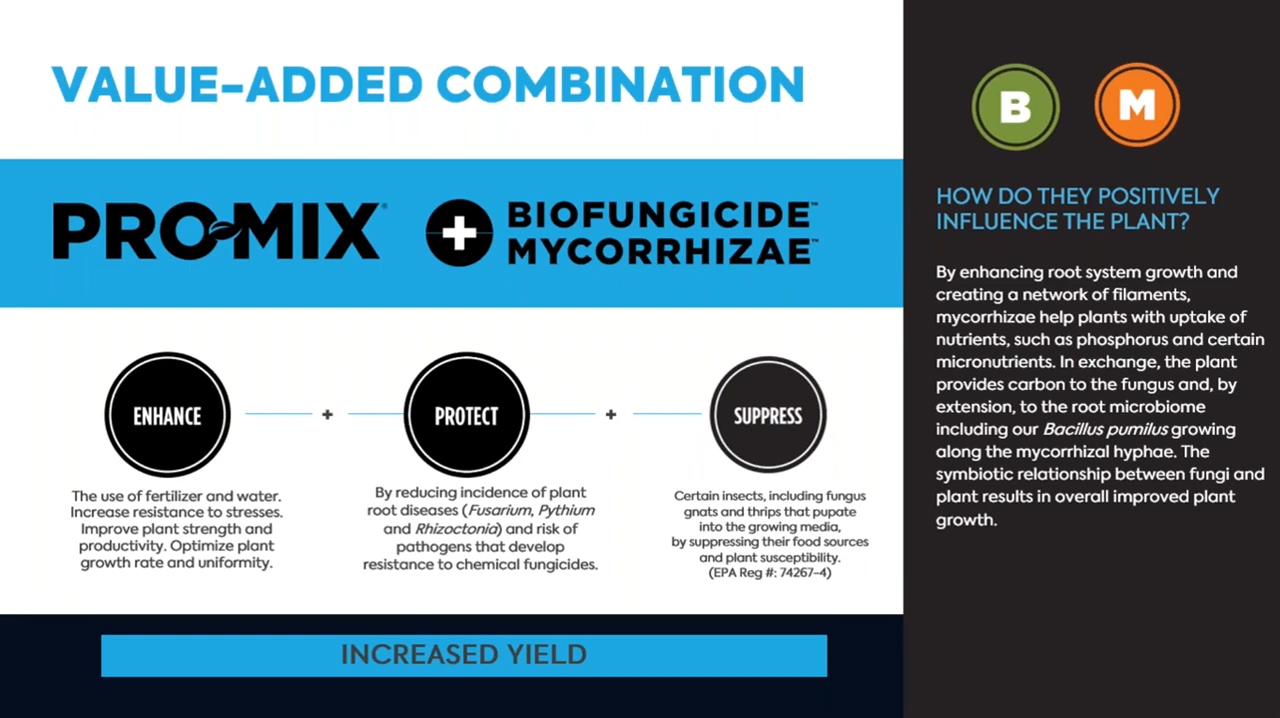 VALUE-ADDED COMBINATION
PRO-MIX®
+ BIOFUNGICIDE™
MYCORRHIZAE™
ENHANCE
+
PROTECT
+
SUPPRESS
The use of fertilizer and water.
Increase resistance to stresses.
Improve plant strength and
productivity. Optimize plant
growth rate and uniformity.
By reducing incidence of plant
root diseases (Fusarium, Pythium
and Rhizoctonia) and risk of
pathogens that develop
resistance to chemical fungicides.
Certain insects, including fungus
gnats and thrips that pupate
into the growing media,
by suppressing their food sources
and plant susceptibility.
(EPA Reg #: 74267-4)
INCREASED YIELD
B
M
HOW DO THEY POSITIVELY
INFLUENCE THE PLANT?
By enhancing root system growth and
creating a network of filaments,
mycorrhizae help plants with uptake of
nutrients, such as phosphorus and certain
micronutrients. In exchange, the plant
provides carbon to the fungus and, by
extension, to the root microbiome
including our Bacillus pumilus growing
along the mycorrhizal hyphae. The
symbiotic relationship between fungi and
plant results in overall improved plant
growth.